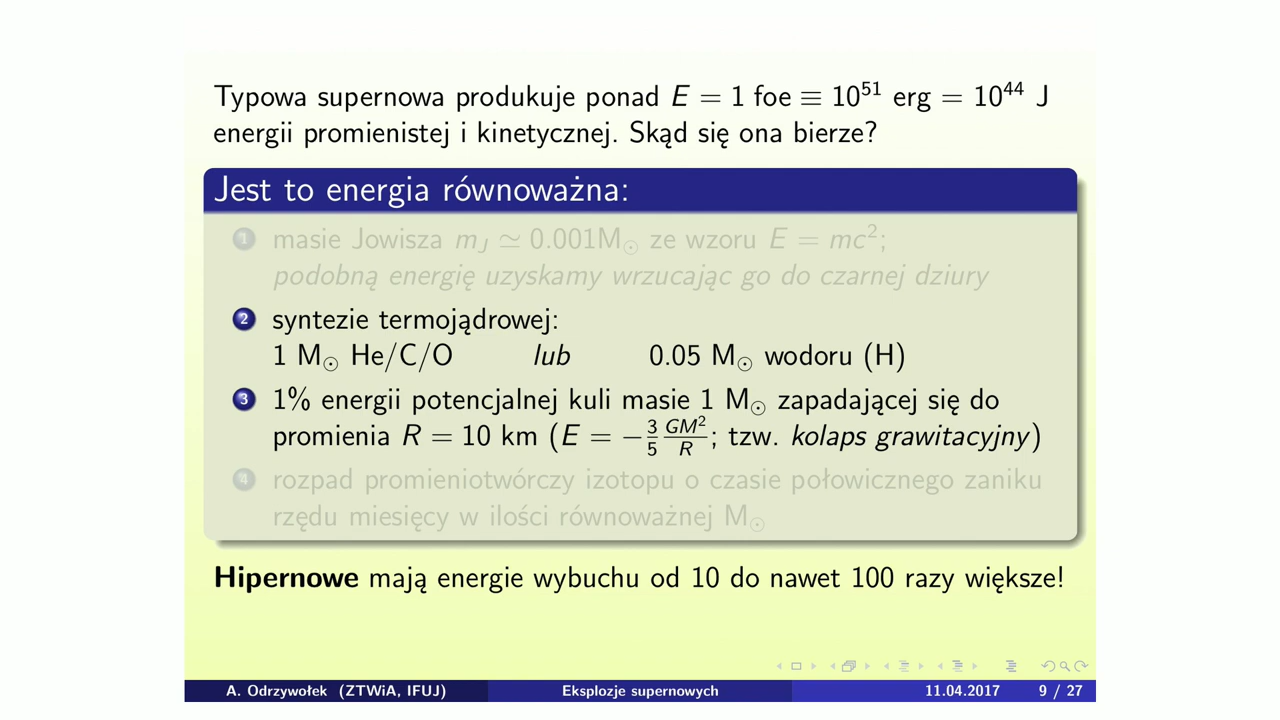 Typowa supernowa produkuje ponad E = 1 foe ≡ 10⁵¹ erg = 10⁴⁴ J
energii promienistej i kinetycznej. Skąd się ona bierze?
Jest to energia równoważna:
1 masie Jowisza m_J ≃ 0.001M⊙ ze wzoru E = mc²;
podobną energię uzyskamy wrzucając go do czarnej dziury
2 syntezie termojądrowej:
1 M⊙ He/C/O lub 0.05 M⊙ wodoru (H)
3 1% energii potencjalnej kuli masie 1 M⊙ zapadającej się do
promienia R = 10 km (E = −3/5 GM²/R; tzw. kolaps grawitacyjny)
4 rozpad promieniotwórczy izotopu o czasie połowicznego zaniku
rzędu miesięcy w ilości równoważnej M⊙
Hipernowe mają energie wybuchu od 10 do nawet 100 razy większe!
A. Odrzywołek (ZTWiA, IFUJ) Eksplozje supernowych 11.04.2017 9 / 27